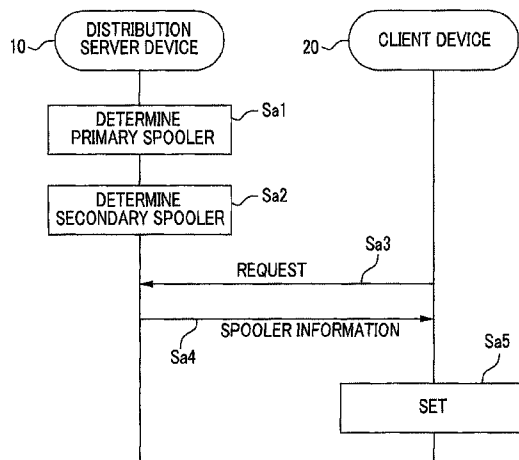 DISTRIBUTION
SERVER DEVICE
10
CLIENT DEVICE
20
DETERMINE
PRIMARY SPOOLER
Sa1
DETERMINE
SECONDARY SPOOLER
Sa2
REQUEST
Sa3
SPOOLER INFORMATION
Sa4
SET
Sa5